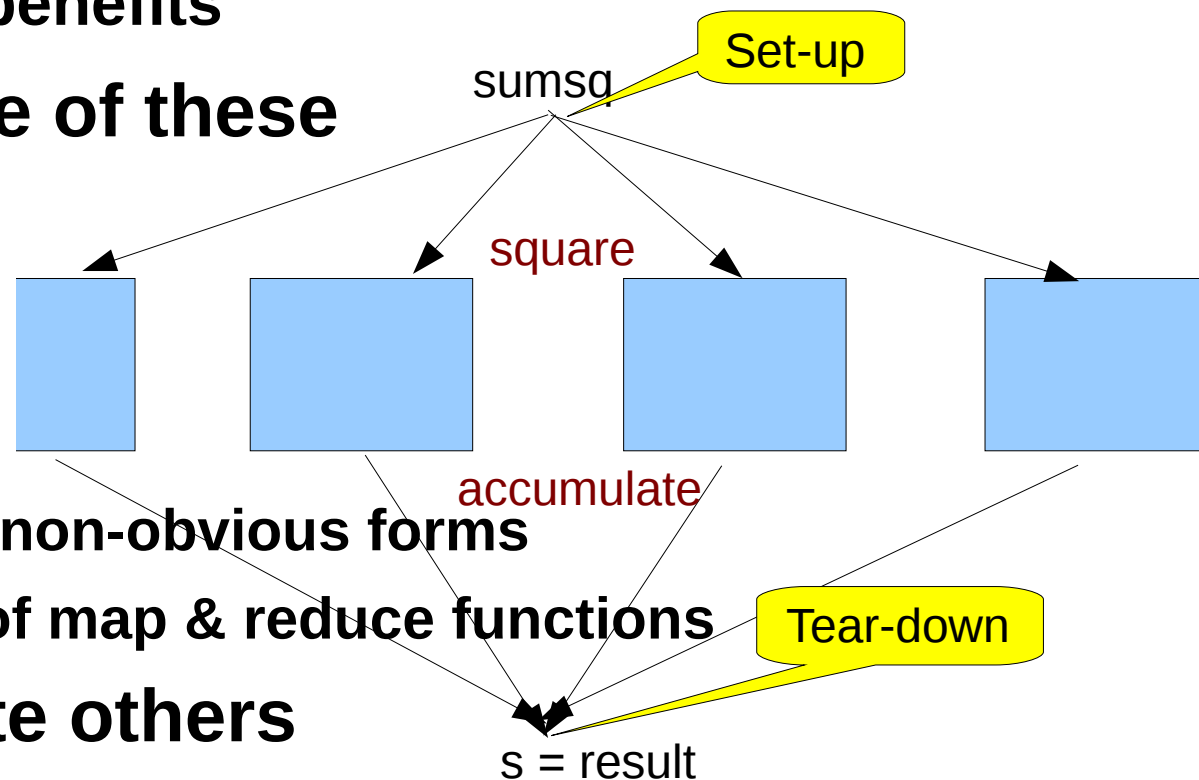 benefits
Set-up
sumsq
e of these
square
accumulate
non-obvious forms
of map & reduce functions
Tear-down
te others
s = result